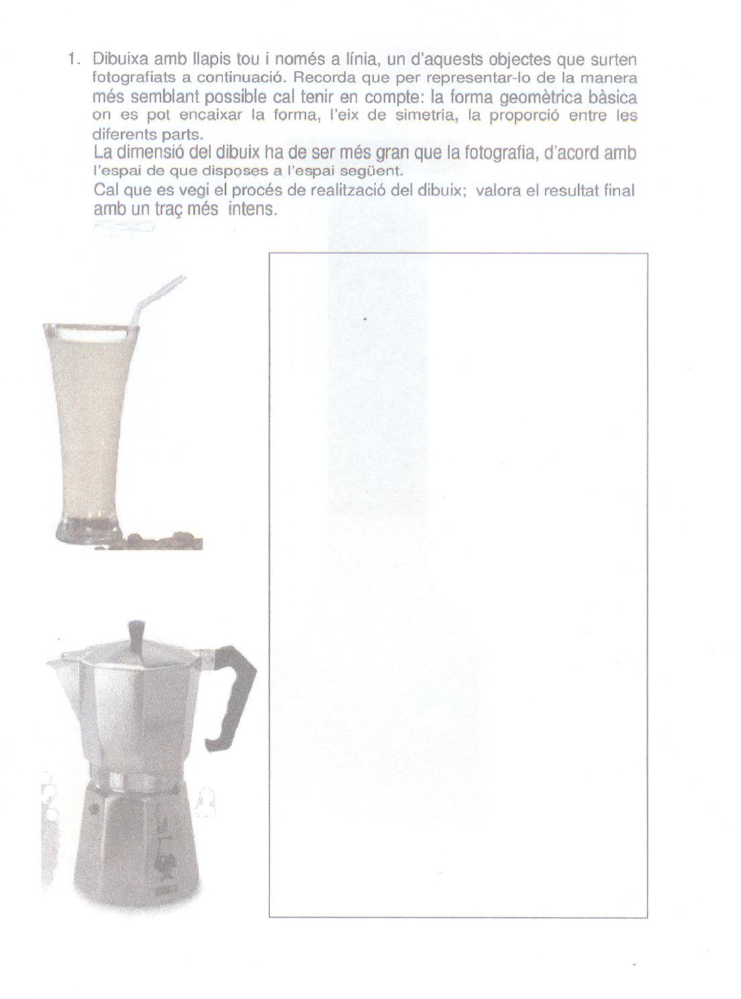 1. Dibuixa amb llapis tou i només a línia, un d'aquests objectes que surten
fotografiats a continuació. Recorda que per representar-lo de la manera
més semblant possible cal tenir en compte: la forma geomètrica bàsica
on es pot encaixar la forma, l'eix de simetria, la proporció entre les
diferents parts.
La dimensió del dibuix ha de ser més gran que la fotografia, d'acord amb
l'espai de que disposes a l'espai següent.
Cal que es vegi el procés de realització del dibuix; valora el resultat final
amb un traç més intens.